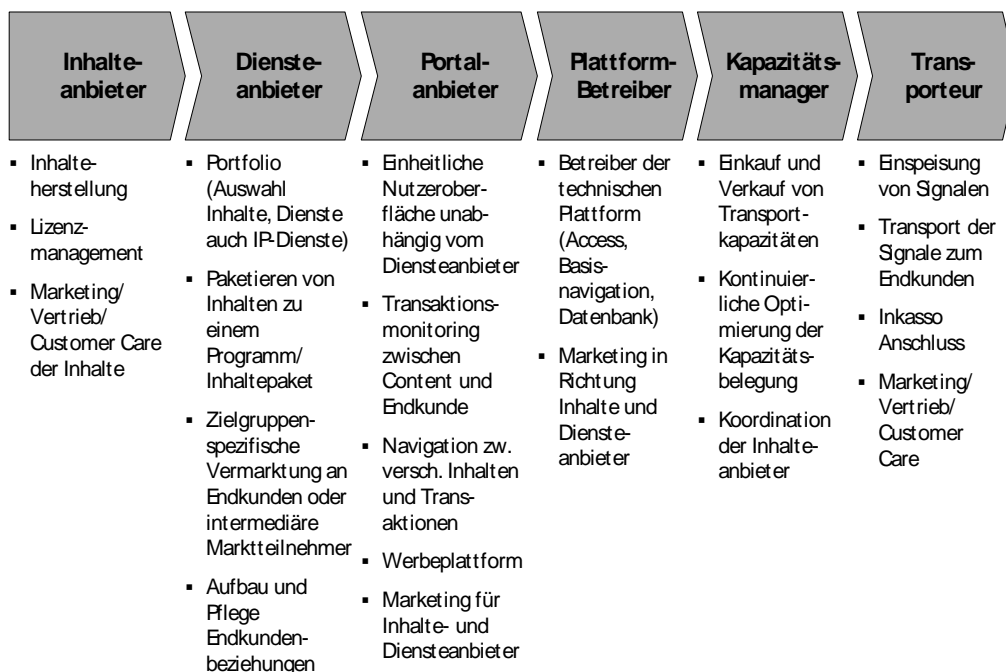 Inhalte-
anbieter
Dienste-
anbieter
Portal-
anbieter
Plattform-
Betreiber
Kapazitäts-
manager
Trans-
porteur
▪ Inhalte-
herstellung
▪ Lizenz-
management
▪ Marketing/
Vertrieb/
Customer Care
der Inhalte
▪ Portfolio
(Auswahl
Inhalte, Dienste
auch IP-Dienste)
▪ Paketieren von
Inhalten zu
einem
Programm/
Inhaltepaket
▪ Zielgruppen-
spezifische
Vermarktung an
Endkunden oder
intermediäre
Marktteilnehmer
▪ Aufbau und
Pflege
Endkunden-
beziehungen
▪ Einheitliche
Nutzerober-
fläche unab-
hängig vom
Diensteanbieter
▪ Transaktions-
monitoring
zwischen
Content und
Endkunde
▪ Navigation zw.
versch. Inhalten
und Trans-
aktionen
▪ Werbeplattform
▪ Marketing für
Inhalte- und
Diensteanbieter
▪ Betreiber der
technischen
Plattform
(Access,
Basis-
navigation,
Datenbank)
▪ Marketing in
Richtung
Inhalte und
Dienste-
anbieter
▪ Einkauf und
Verkauf von
Transport-
kapazitäten
▪ Kontinuier-
liche Opti-
mierung der
Kapazitäts-
belegung
▪ Koordination
der Inhalte-
anbieter
▪ Einspeisung
von Signalen
▪ Transport der
Signale zum
Endkunden
▪ Inkasso
Anschluss
▪ Marketing/
Vertrieb/
Customer
Care